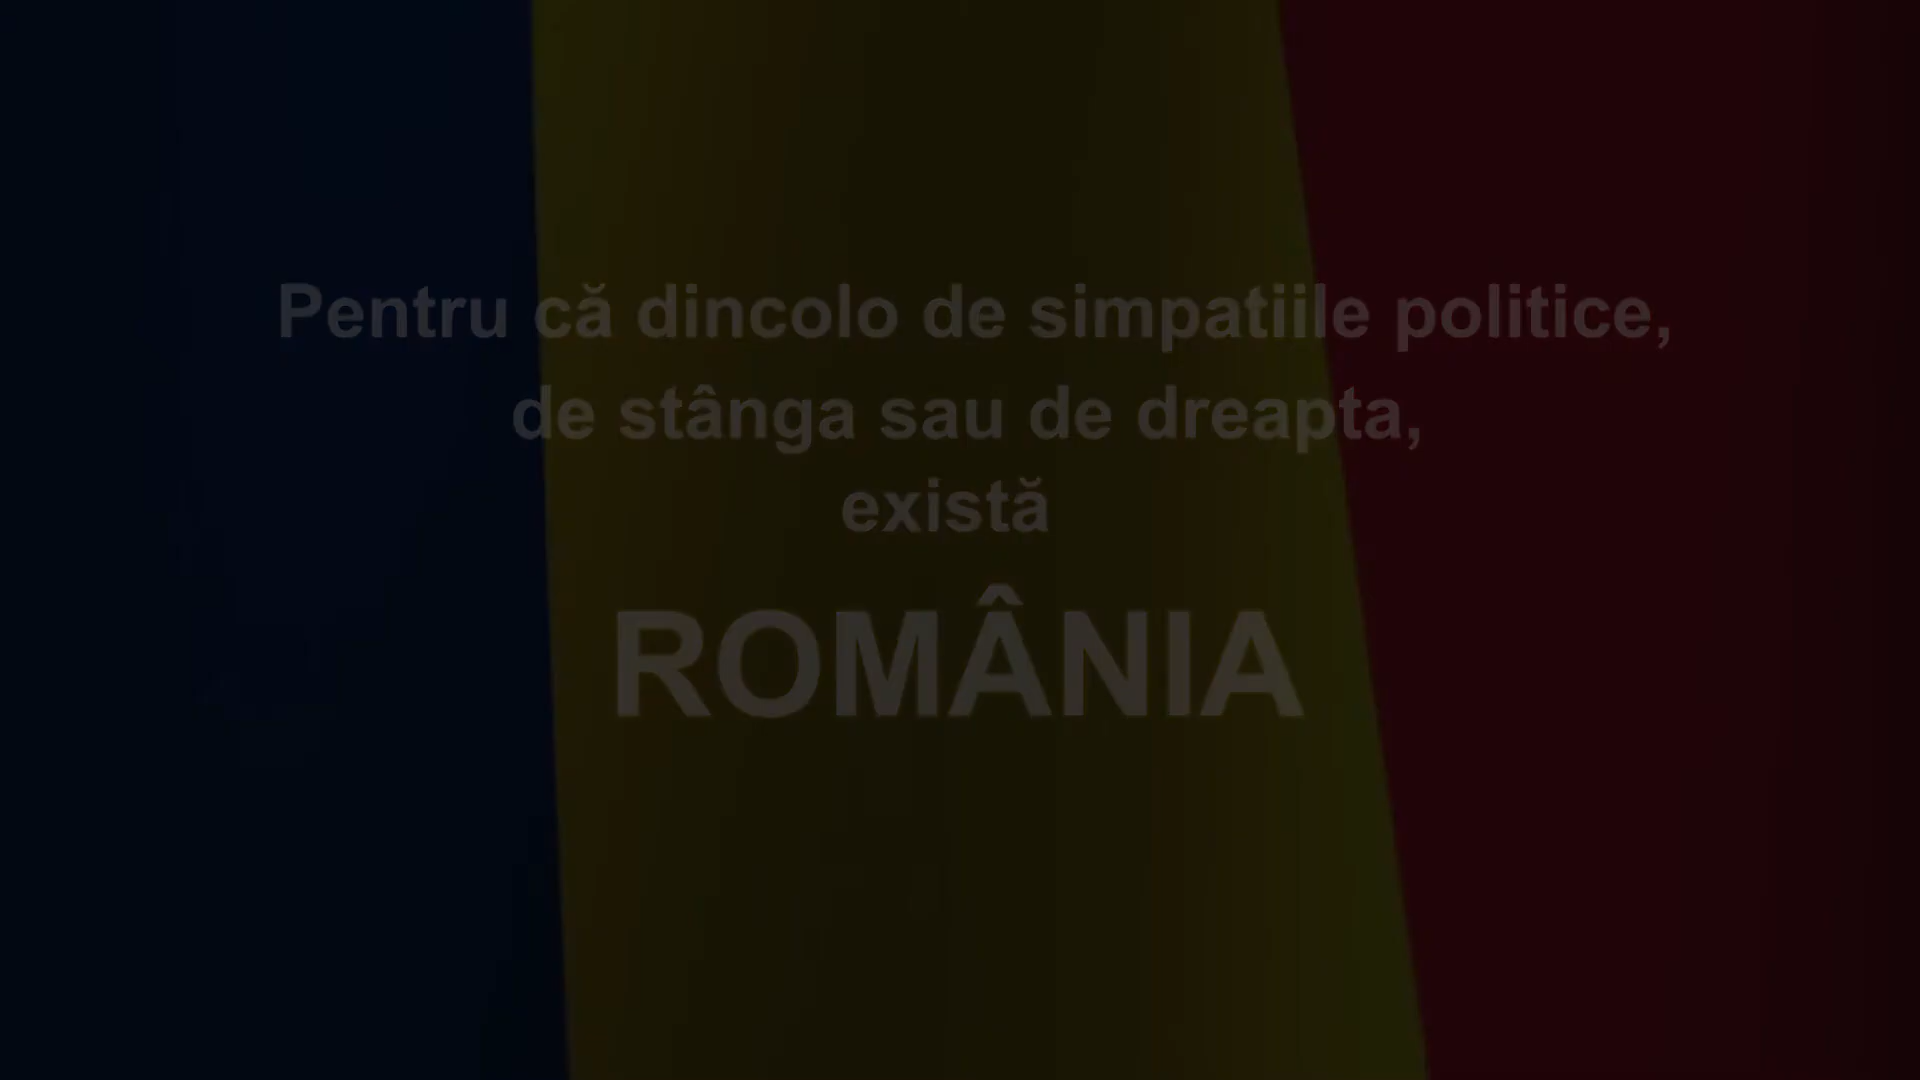 Pentru că dincolo de simpatiile politice,
de stânga sau de dreapta,
există
ROMÂNIA